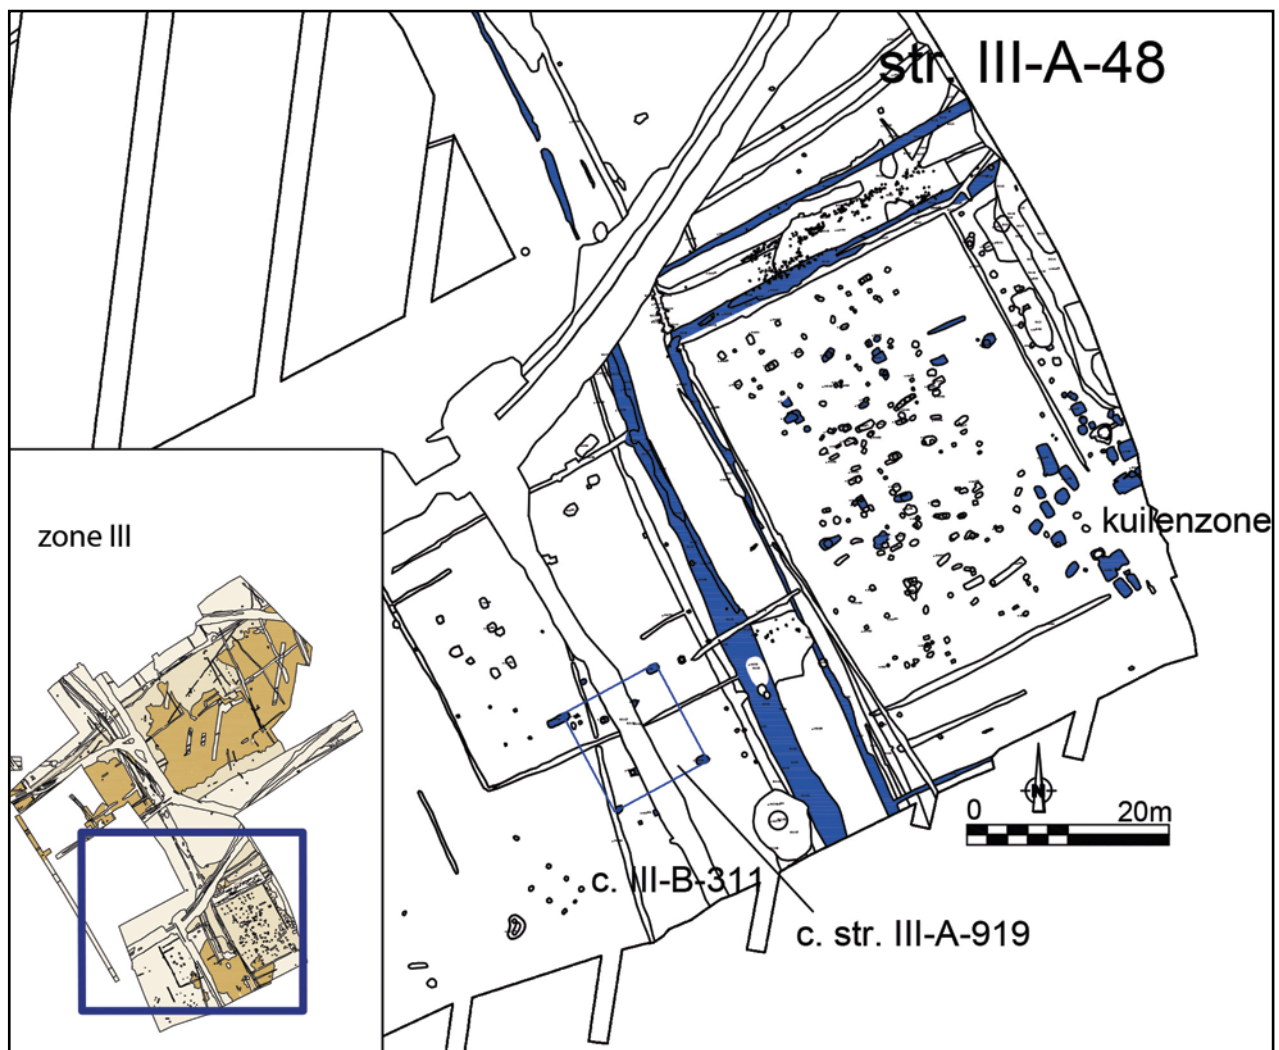 str. III-A-48
kuilenzone
zone III
N
0 20m
c. III-B-311
c. str. III-A-919